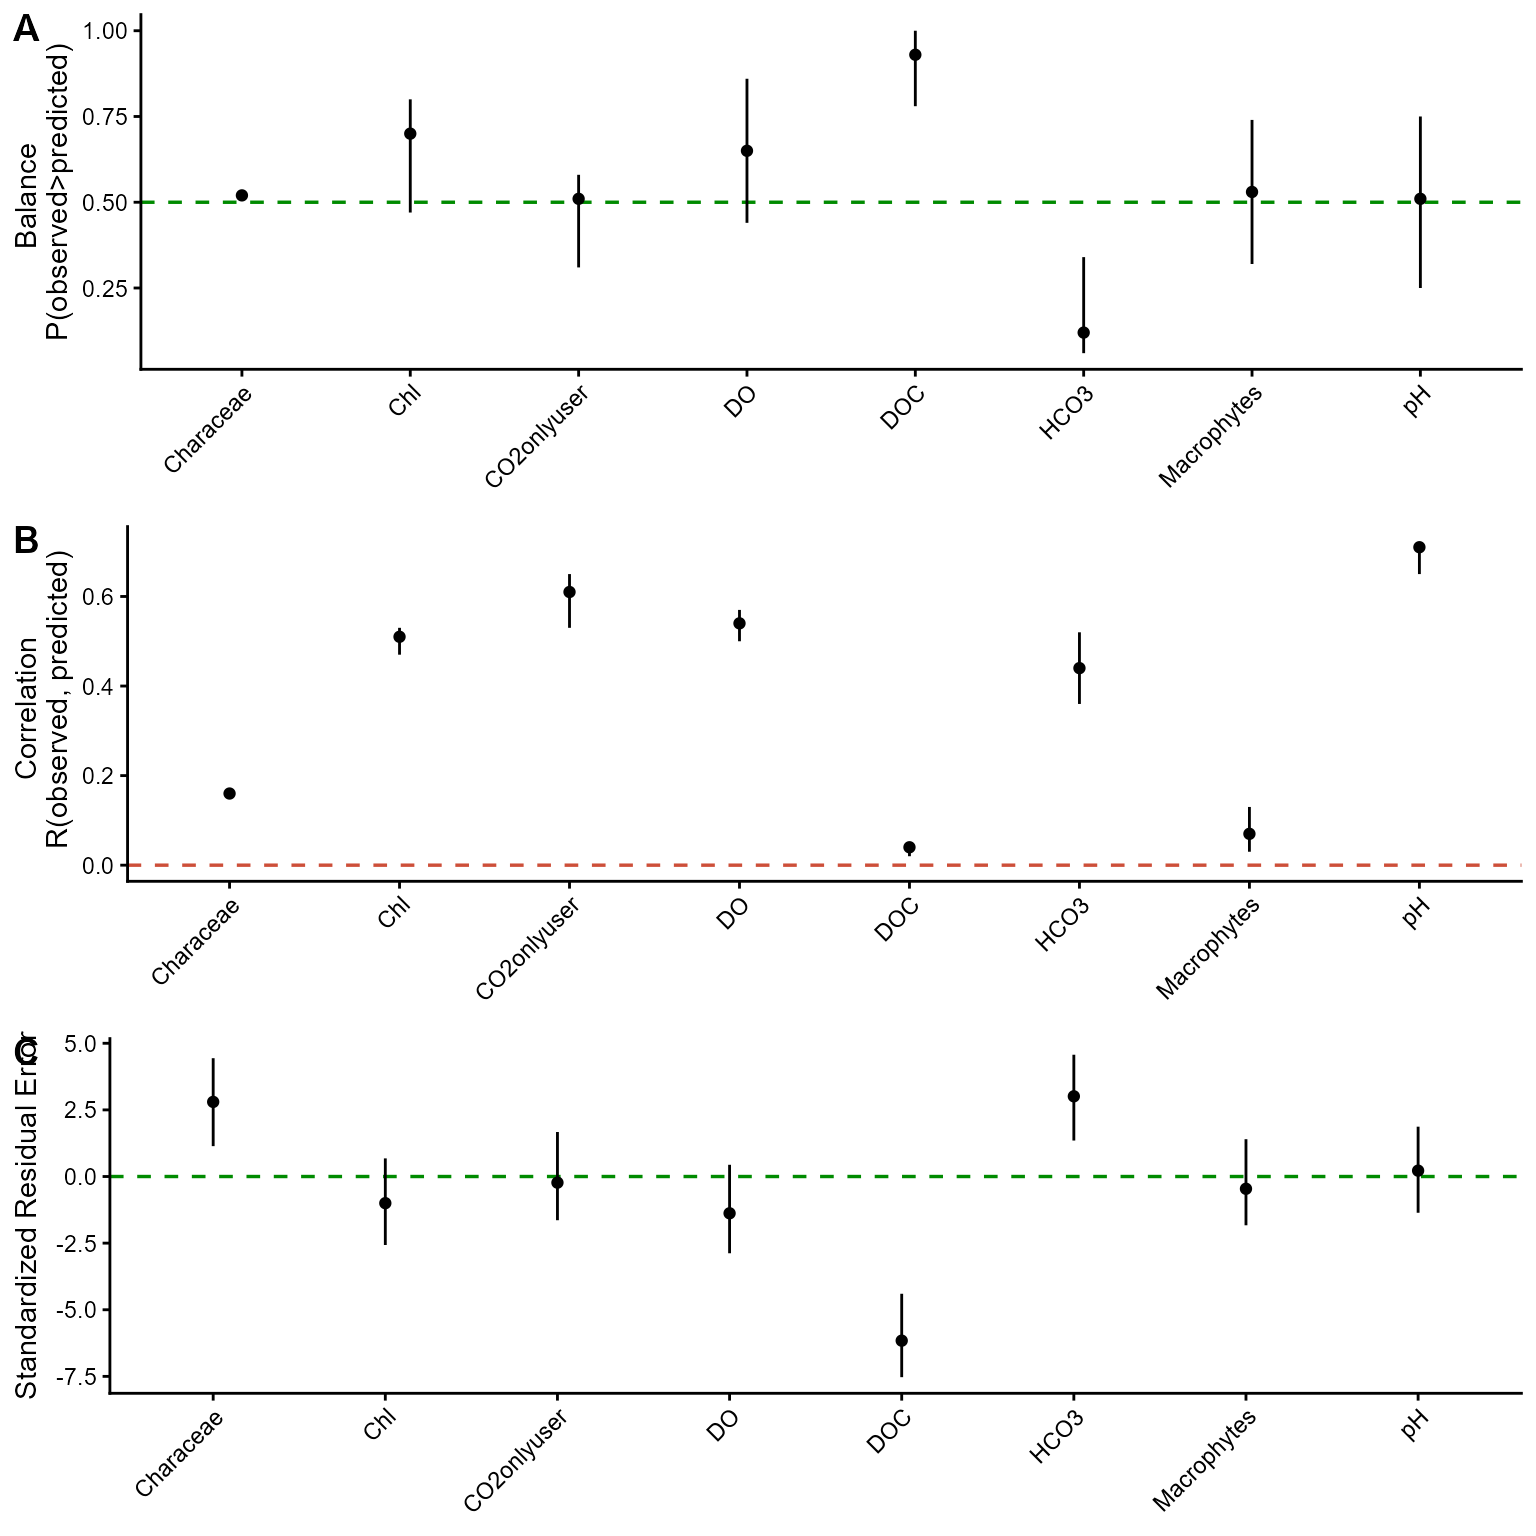 A
Balance
P(observed>predicted)
1.00
0.75
0.50
0.25
Characeae
Chl
CO2onlyuser
DO
DOC
HCO3
Macrophytes
pH
B
Correlation
R(observed, predicted)
0.6
0.4
0.2
0.0
Characeae
Chl
CO2onlyuser
DO
DOC
HCO3
Macrophytes
pH
C
Standardized Residual Error
5.0
2.5
0.0
-2.5
-5.0
-7.5
Characeae
Chl
CO2onlyuser
DO
DOC
HCO3
Macrophytes
pH